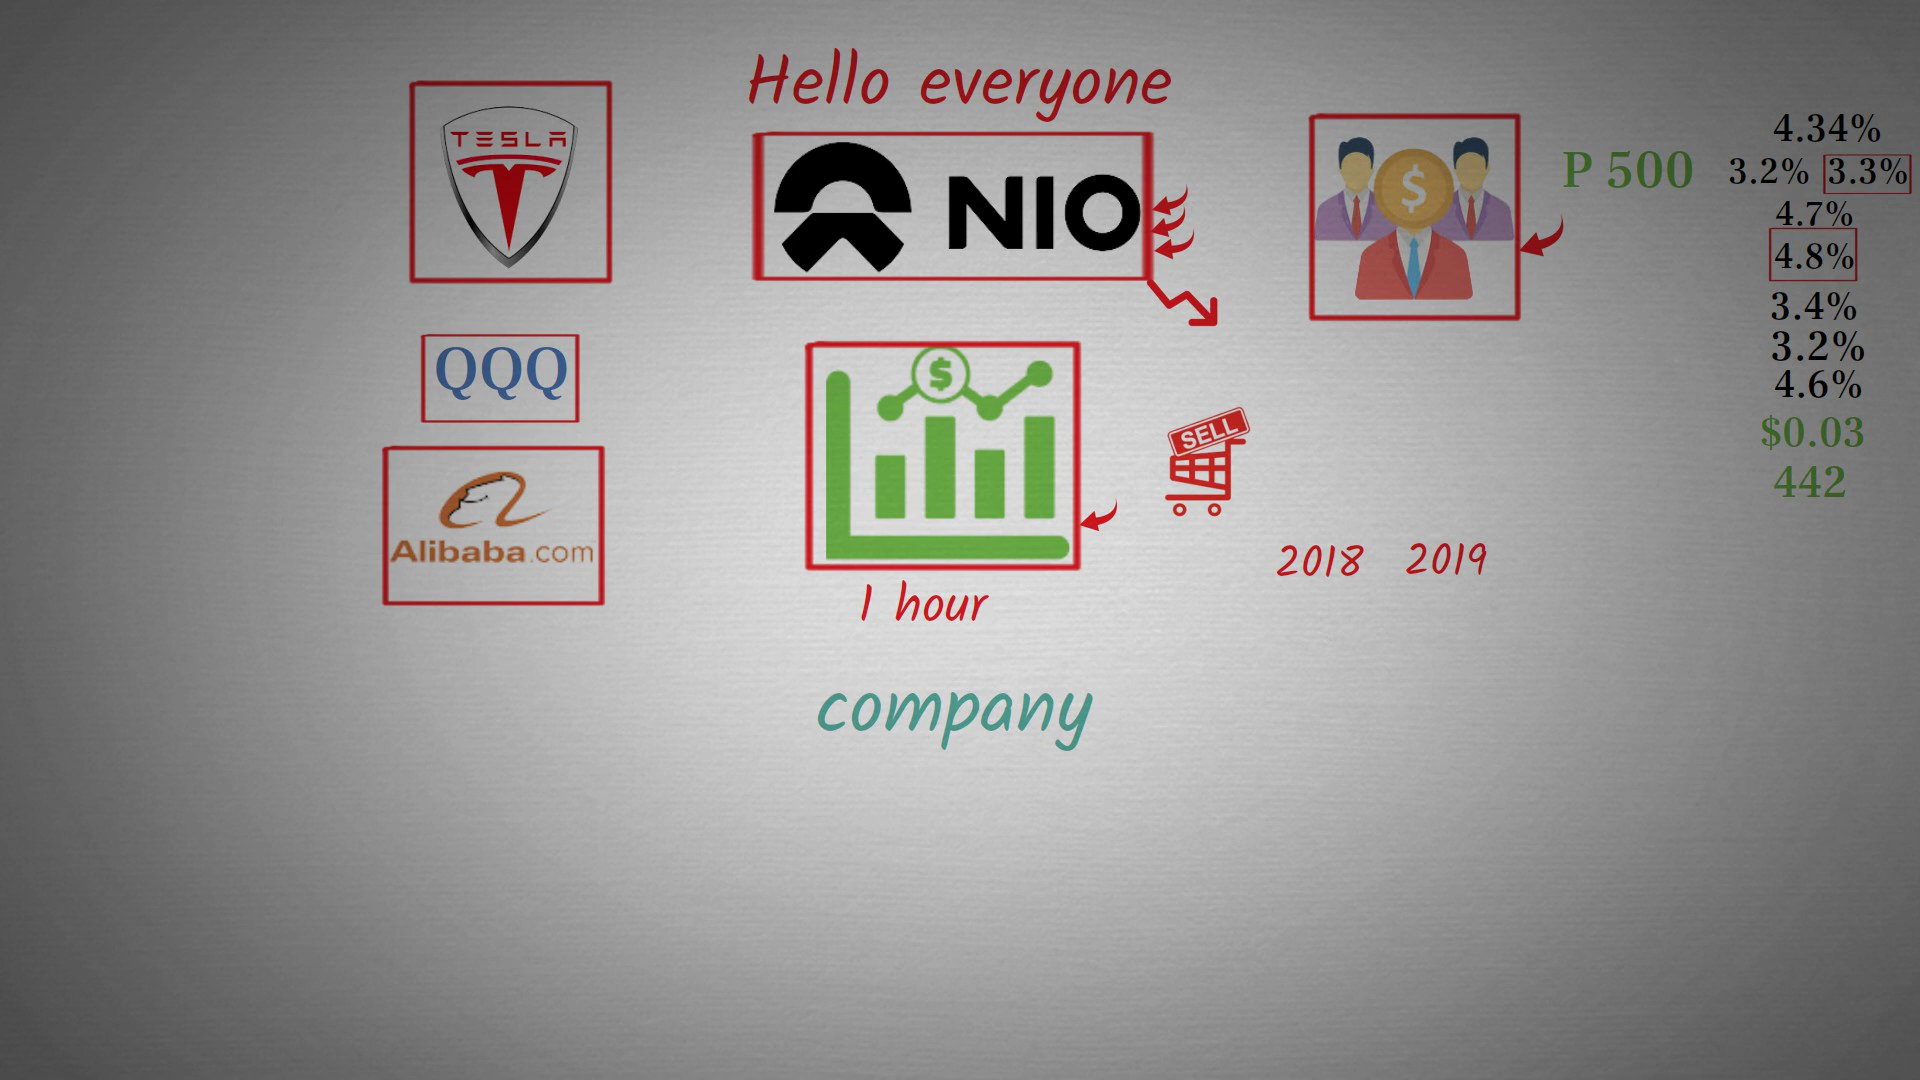 Hello everyone
TESLA
NIO
$
P 500
4.34%
3.2% 3.3%
4.7%
4.8%
3.4%
3.2%
4.6%
$0.03
442
QQQ
$
SELL
Alibaba.com
2018 2019
1 hour
company